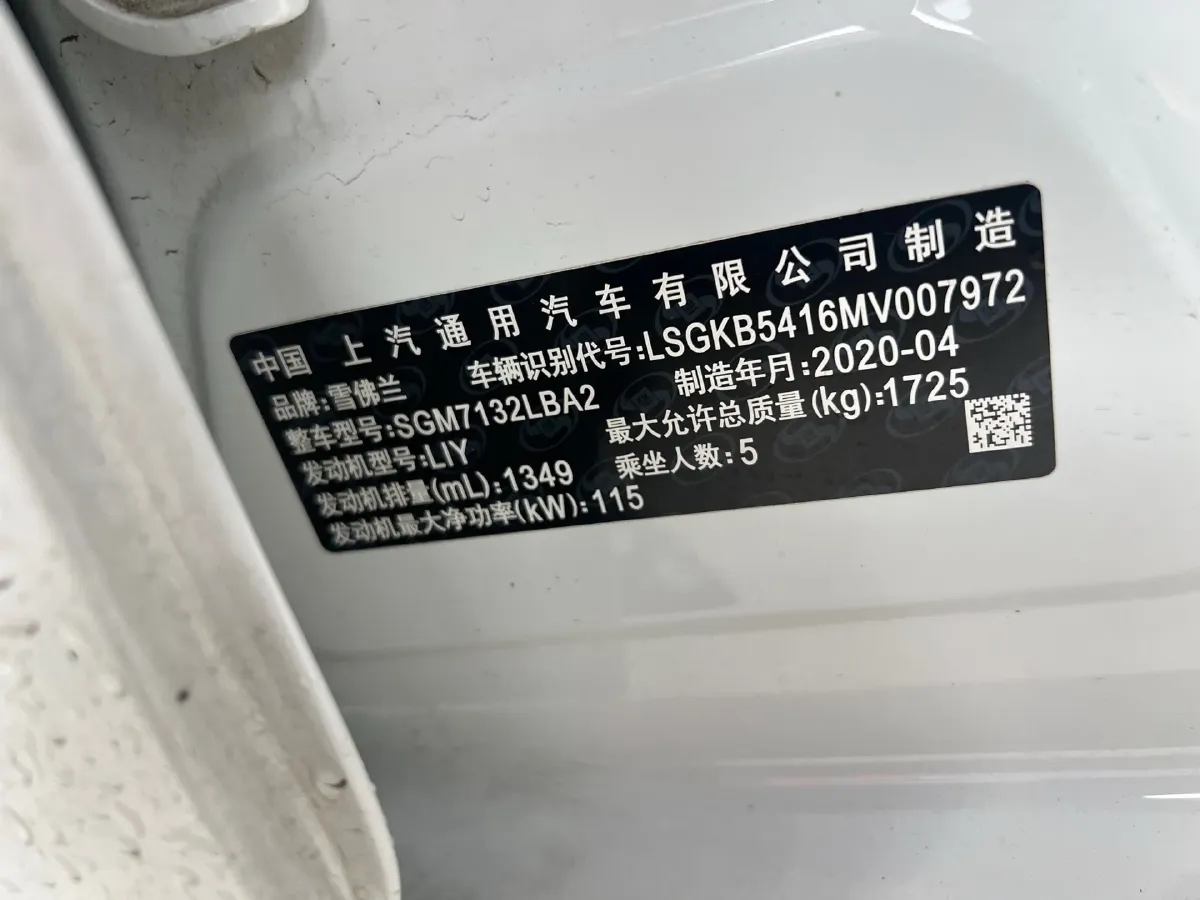 中国 上汽通用汽车有限公司制造
品牌:雪佛兰 车辆识别代号:LSGKB5416MV007972
整车型号:SGM7132LBA2 制造年月:2020-04
发动机型号:LIY 最大允许总质量(kg):1725
发动机排量(mL):1349 乘坐人数:5
发动机最大净功率(kW):115